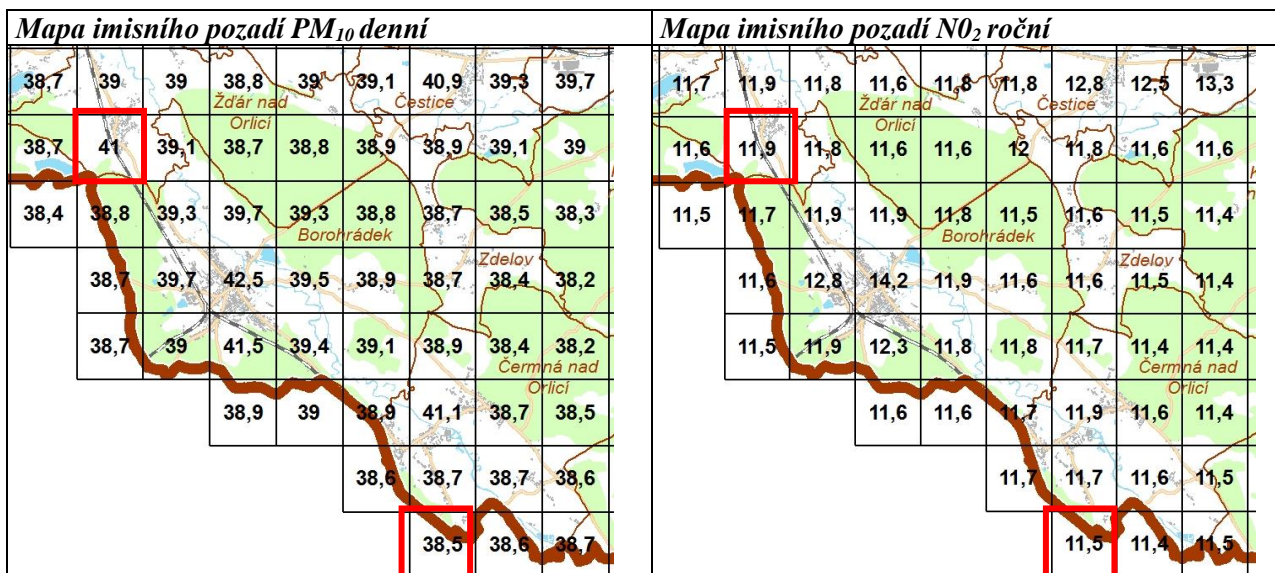 Mapa imisního pozadí PM10 denní
38,7 39 39 38,8 39 39,1 40,9 39,3 39,7
Žďár nad Orlicí
Čestice
38,7 41 39,1 38,7 38,8 38,9 38,9 39,1 39
38,4 38,8 39,3 39,7 39,3 38,8 38,7 38,5 38,3
Borohrádek
Zdelov
38,7 39,7 42,5 39,5 38,9 38,7 38,4 38,2
38,7 39 41,5 39,4 39,1 38,9 38,4 38,2
Čermná nad Orlicí
38,9 39 38,9 41,1 38,7 38,5
38,6 38,7 38,7 38,6
38,5 38,6 38,7
Mapa imisního pozadí N02 roční
11,7 11,9 11,8 11,6 11,8 11,8 12,8 12,5 13,3
Žďár nad Orlicí
Čestice
11,6 11,9 11,8 11,6 11,6 12 11,8 11,6 11,6
11,5 11,7 11,9 11,9 11,8 11,5 11,6 11,5 11,4
Borohrádek
Zdelov
11,6 12,8 14,2 11,9 11,6 11,6 11,5 11,4
11,5 11,9 12,3 11,8 11,8 11,7 11,4 11,4
Čermná nad Orlicí
11,6 11,6 11,7 11,9 11,6 11,4
11,7 11,7 11,6 11,5
11,5 11,4 11,5